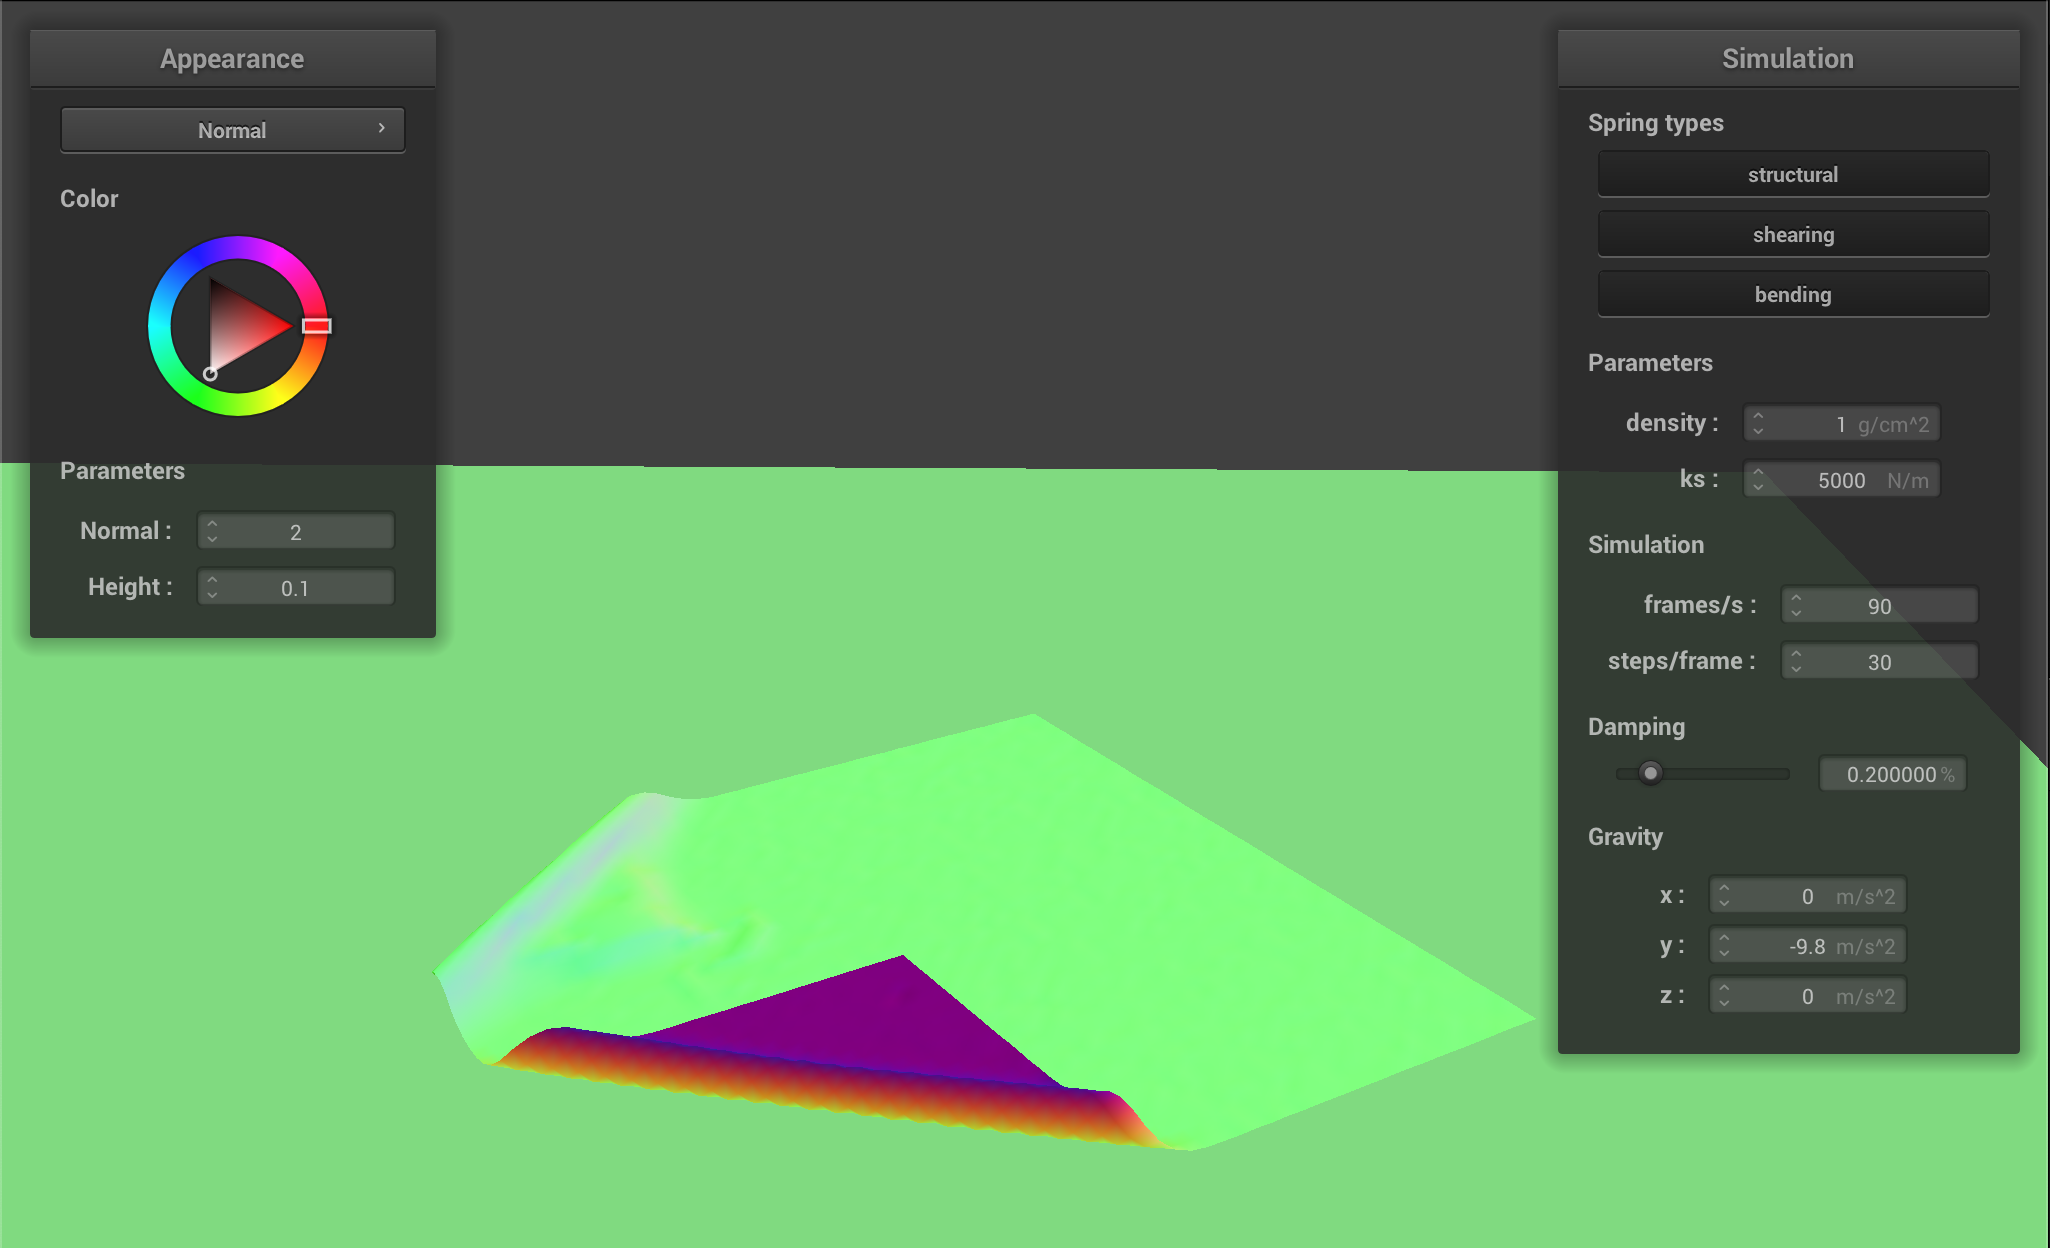 Appearance
Normal
Color
Parameters
Normal : 2
Height : 0.1
Simulation
Spring types
structural
shearing
bending
Parameters
density : 1 g/cm^2
ks : 5000 N/m
Simulation
frames/s : 90
steps/frame : 30
Damping
0.200000 %
Gravity
x : 0 m/s^2
y : -9.8 m/s^2
z : 0 m/s^2